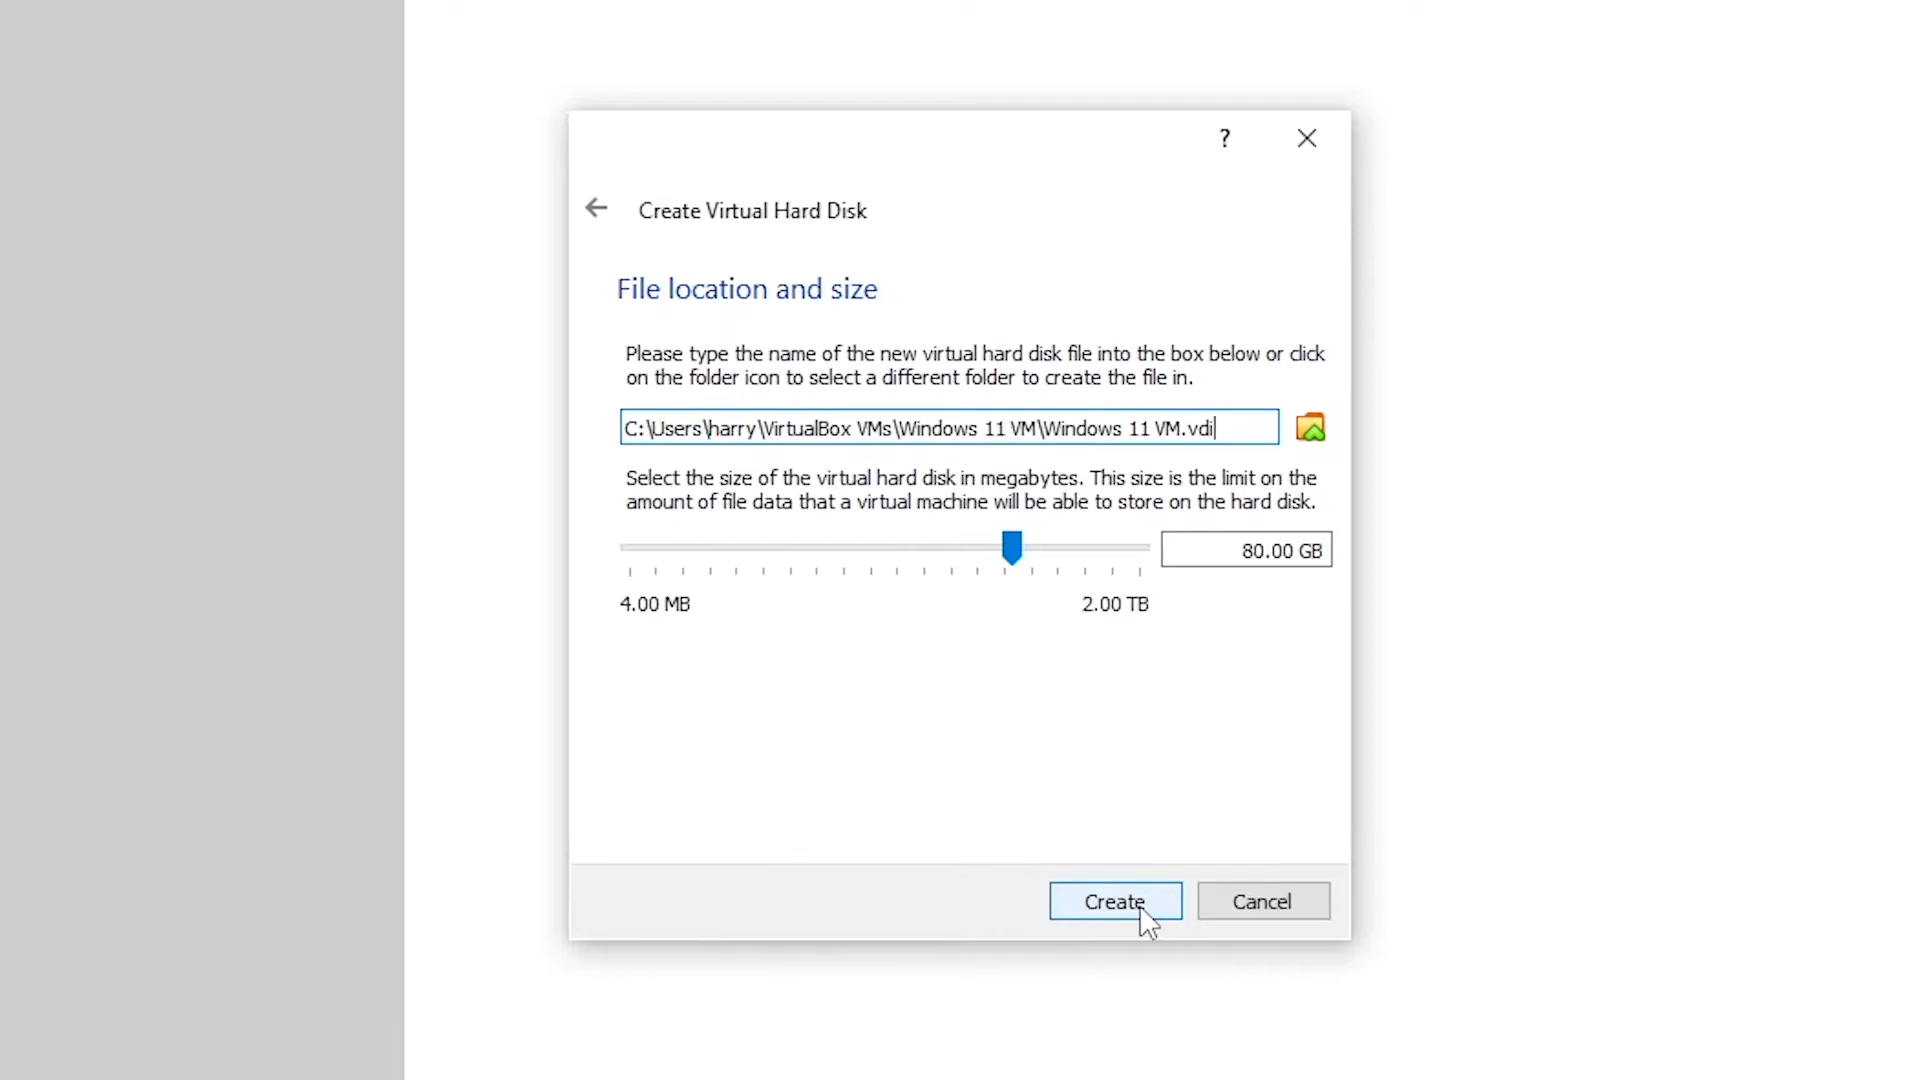 ?
Create Virtual Hard Disk
File location and size
Please type the name of the new virtual hard disk file into the box below or click
on the folder icon to select a different folder to create the file in.
C:\Users\harry\VirtualBox VMs\Windows 11 VM\Windows 11 VM.vdi
Select the size of the virtual hard disk in megabytes. This size is the limit on the
amount of file data that a virtual machine will be able to store on the hard disk.
80.00 GB
4.00 MB 2.00 TB
Create Cancel